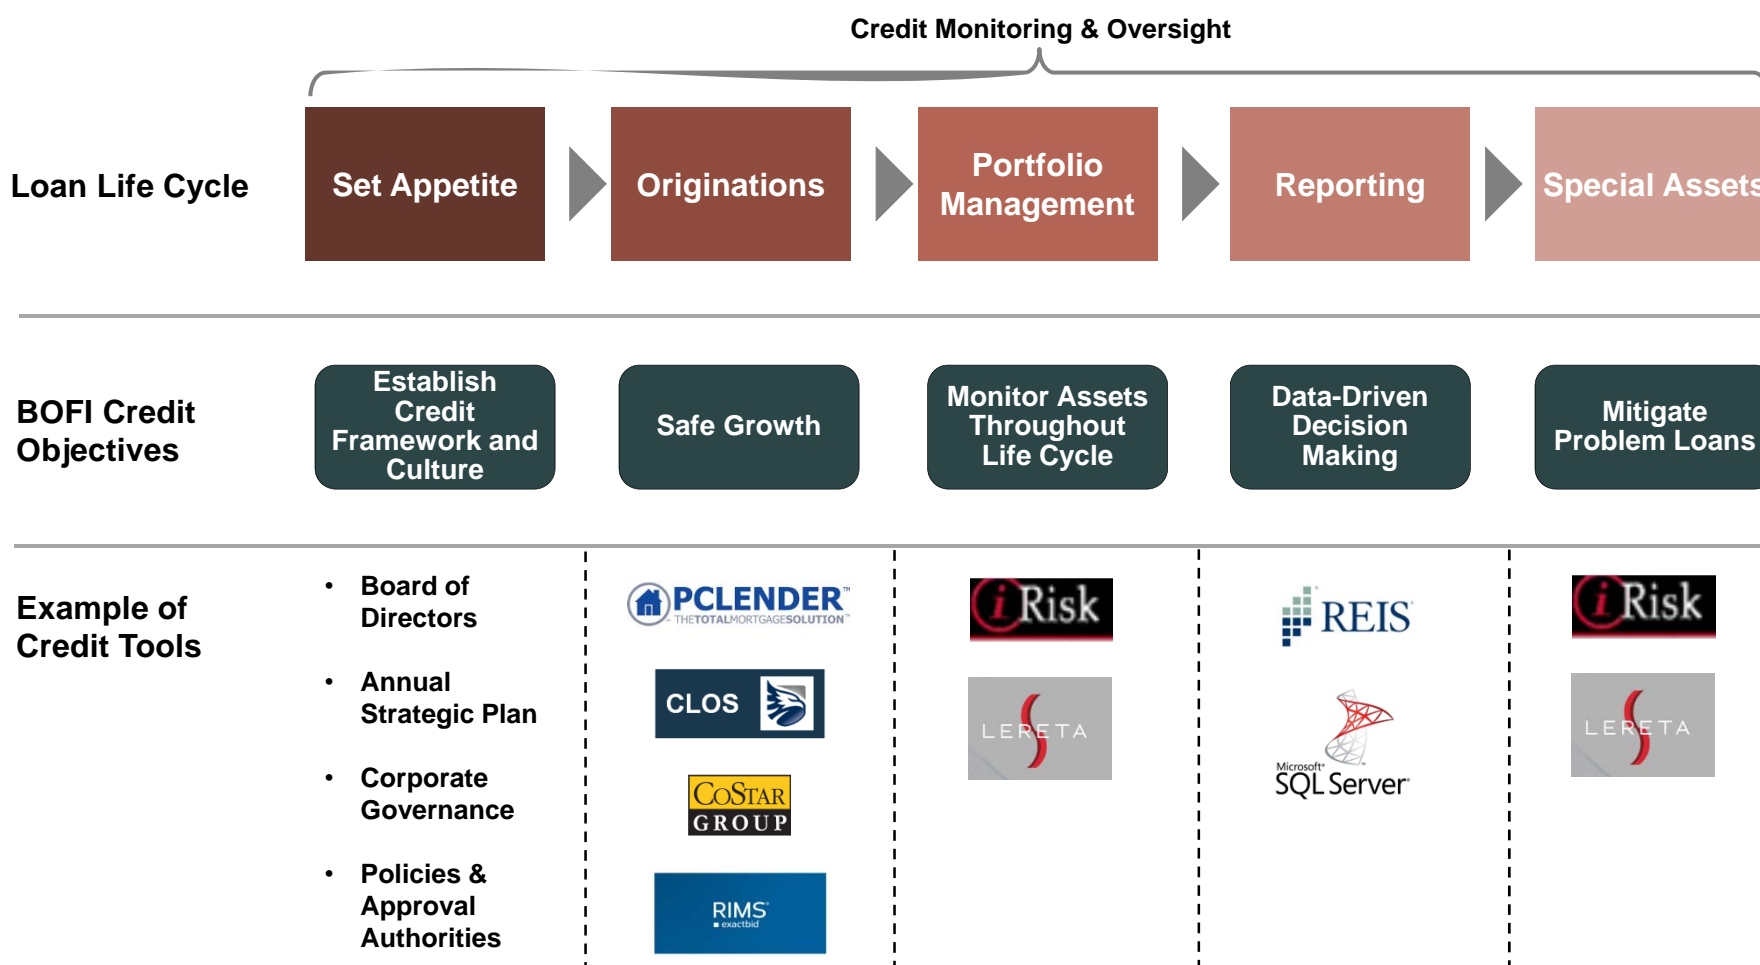 Credit Monitoring & Oversight
Loan Life Cycle
Set Appetite
Originations
Portfolio
Management
Reporting
Special Assets
BOFI Credit
Objectives
Establish
Credit
Framework and
Culture
Safe Growth
Monitor Assets
Throughout
Life Cycle
Data-Driven
Decision
Making
Mitigate
Problem Loans
Example of
Credit Tools
• Board of
Directors
• Annual
Strategic Plan
• Corporate
Governance
• Policies &
Approval
Authorities
PCLENDER™
THETOTALMORTGAGESOLUTION™
CLOS
COSTAR
GROUP
RIMS
exactbid
iRisk
LERETA
REIS
Microsoft®
SQL Server
iRisk
LERETA